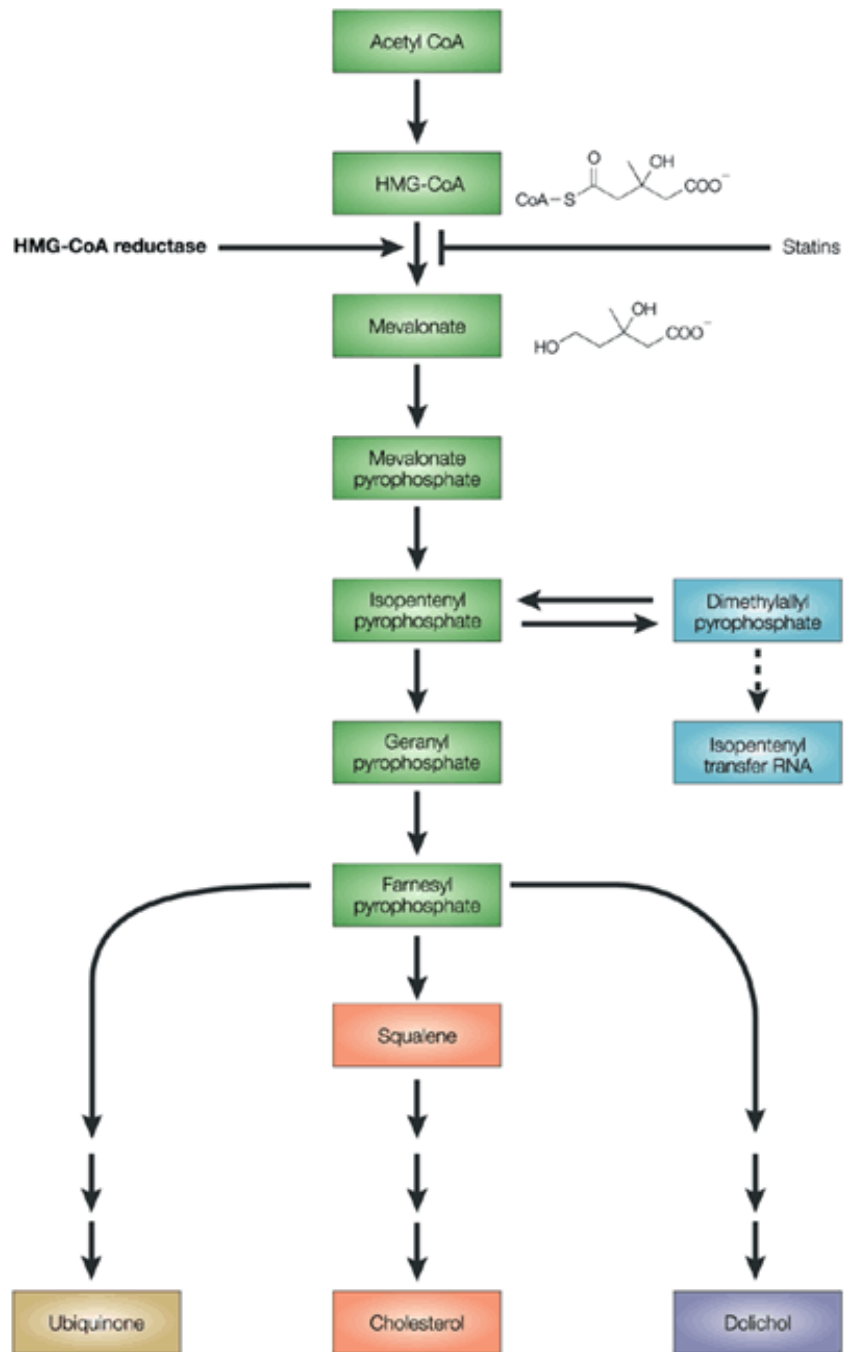 Acetyl CoA
HMG-CoA
O
OH
CoA-S
COO⁻
HMG-CoA reductase
Statins
Mevalonate
OH
HO
COO⁻
Mevalonate
pyrophosphate
Isopentenyl
pyrophosphate
Dimethylallyl
pyrophosphate
Geranyl
pyrophosphate
Isopentenyl
transfer RNA
Farnesyl
pyrophosphate
Squalene
Ubiquinone
Cholesterol
Dolichol